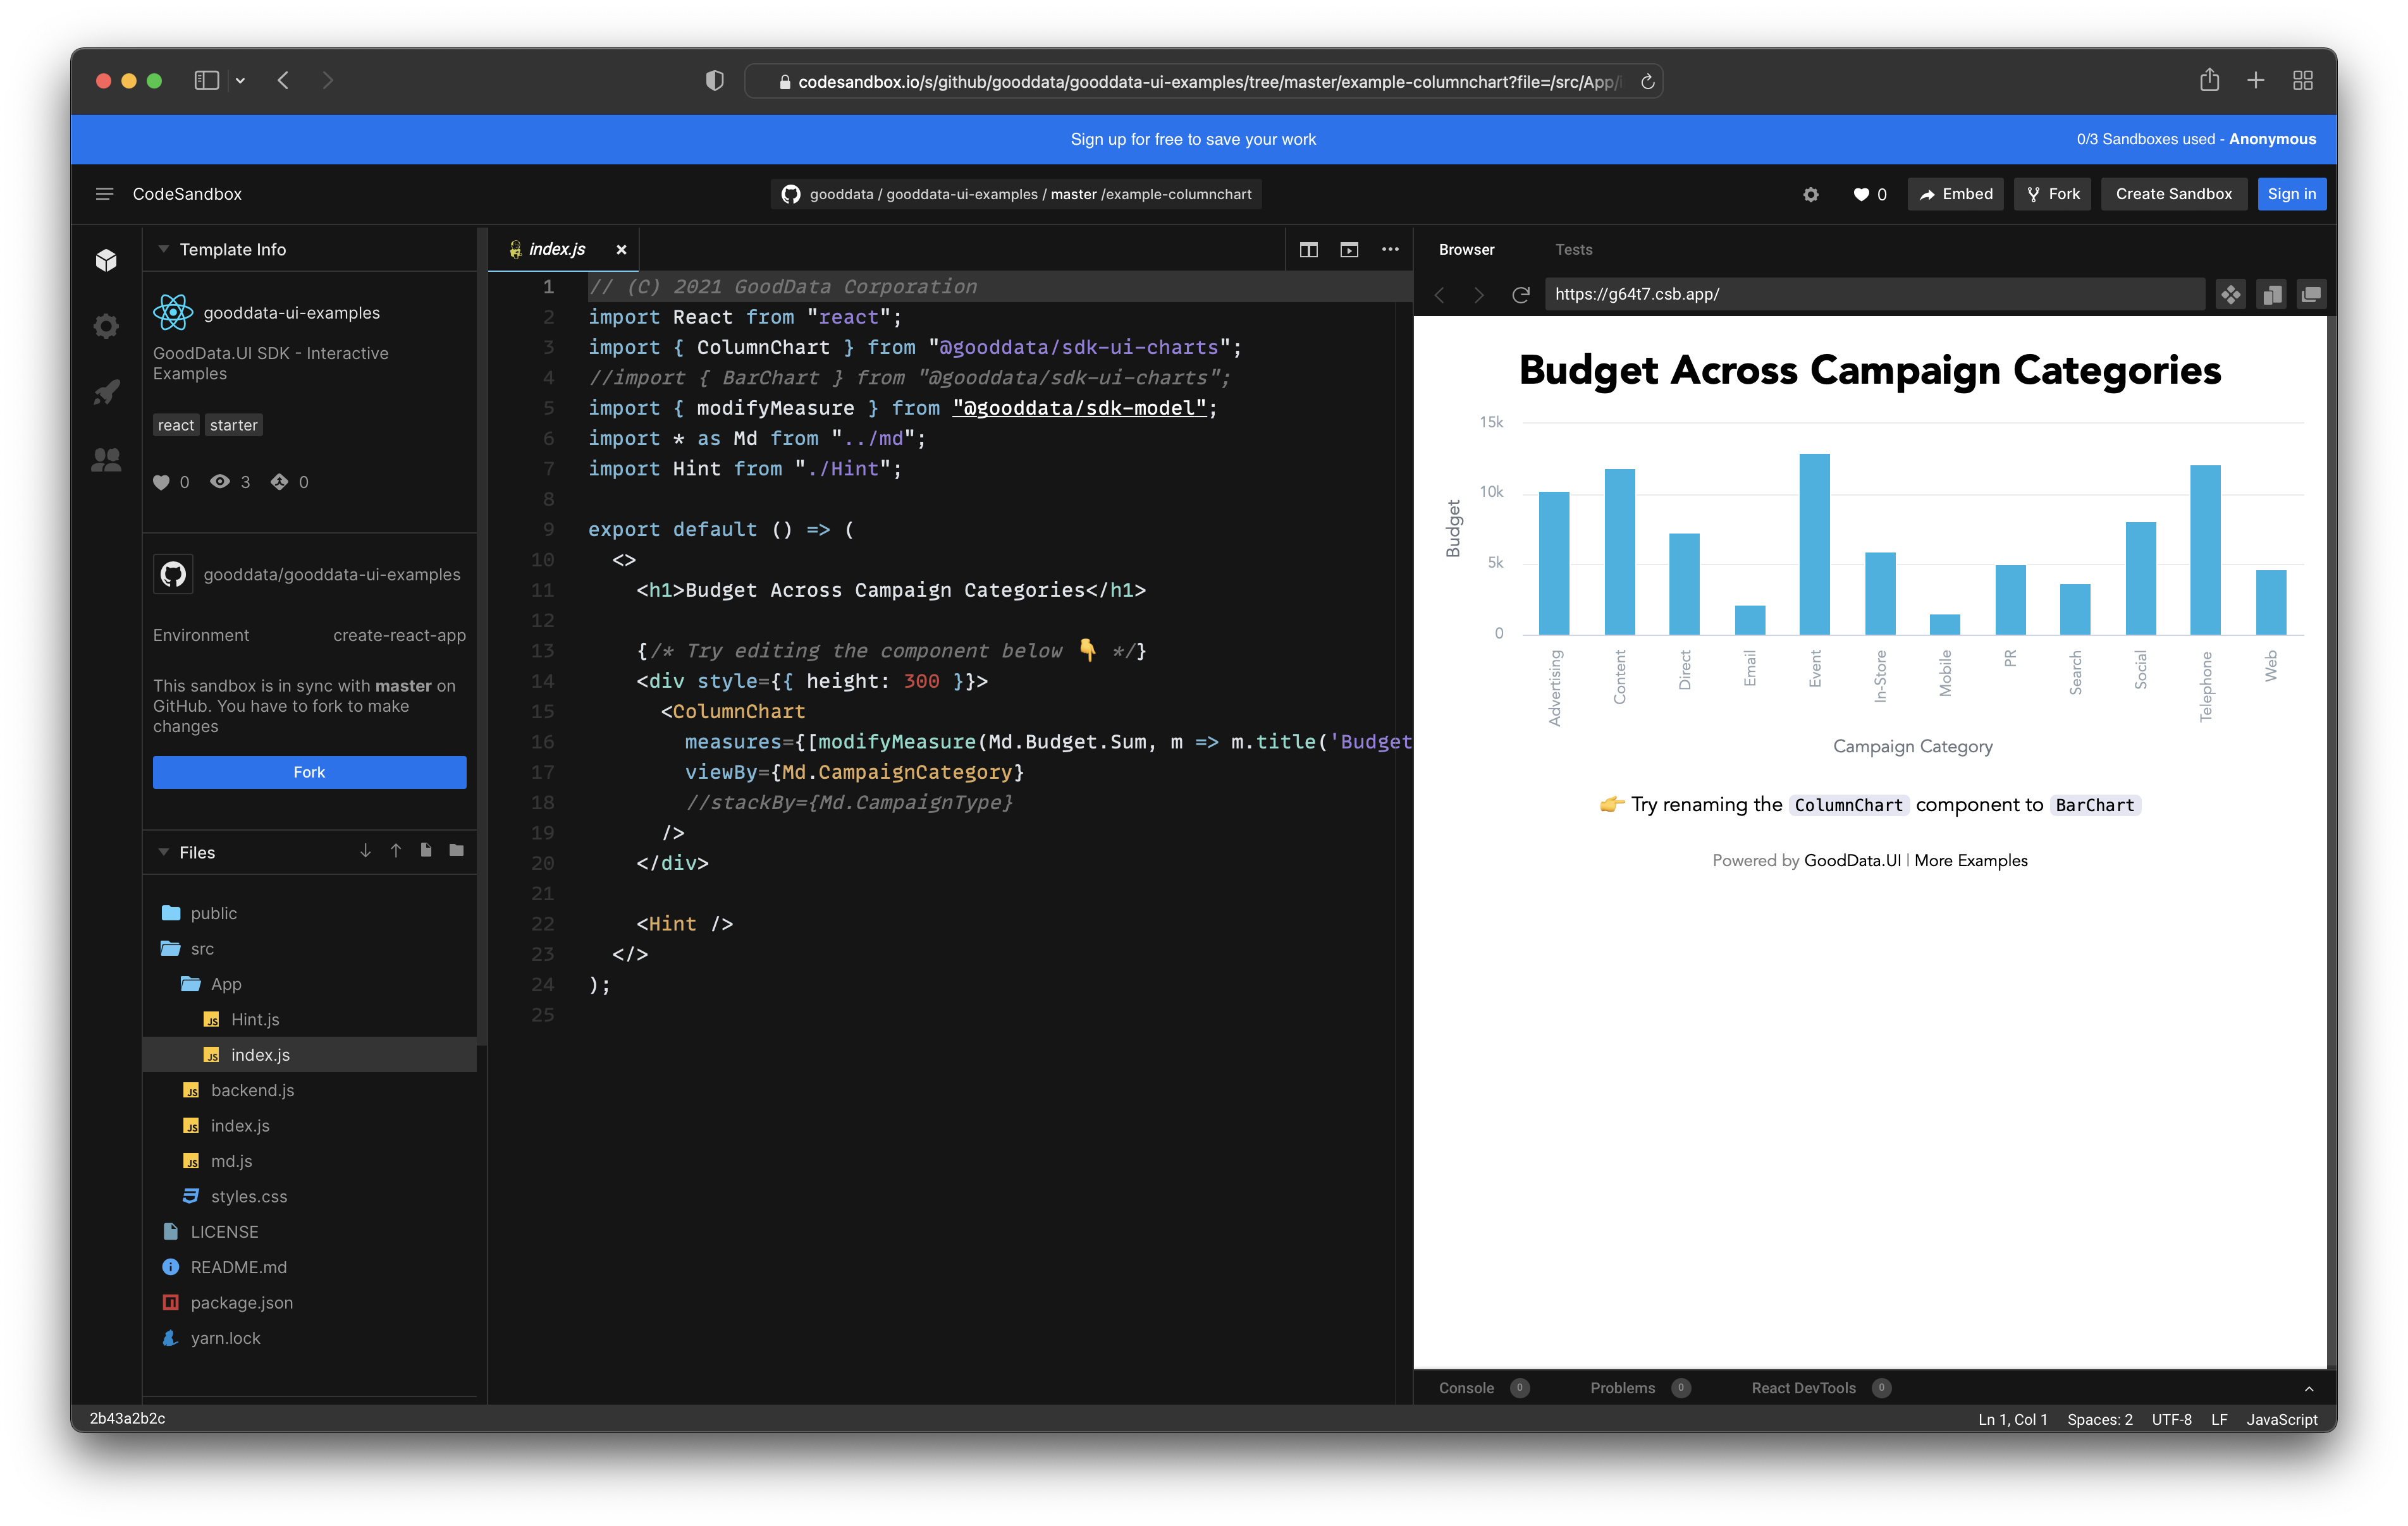 codesandbox.io/s/github/gooddata/gooddata-ui-examples/tree/master/example-columnchart?file=/src/App/
Sign up for free to save your work
0/3 Sandboxes used - Anonymous
CodeSandbox
gooddata / gooddata-ui-examples / master /example-columnchart
0
Embed
Fork
Create Sandbox
Sign in
Template Info
gooddata-ui-examples
GoodData.UI SDK - Interactive
Examples
react starter
0 3 0
gooddata/gooddata-ui-examples
Environment create-react-app
This sandbox is in sync with master on
GitHub. You have to fork to make
changes
Fork
Files
public
src
App
JS Hint.js
JS index.js
JS backend.js
JS index.js
JS md.js
styles.css
LICENSE
README.md
package.json
yarn.lock
index.js
1 // (C) 2021 GoodData Corporation
2 import React from "react";
3 import { ColumnChart } from "@gooddata/sdk-ui-charts";
4 //import { BarChart } from "@gooddata/sdk-ui-charts";
5 import { modifyMeasure } from "@gooddata/sdk-model";
6 import * as Md from "../md";
7 import Hint from "./Hint";
8
9 export default () => (
10 <>
11 <h1>Budget Across Campaign Categories</h1>
12
13 {/* Try editing the component below 👇 */}
14 <div style={{ height: 300 }}>
15 <ColumnChart
16 measures={[modifyMeasure(Md.Budget.Sum, m => m.title('Budget
17 viewBy={Md.CampaignCategory}
18 //stackBy={Md.CampaignType}
19 />
20 </div>
21
22 <Hint />
23 </>
24 );
25
Browser Tests
https://g64t7.csb.app/
Budget Across Campaign Categories
Budget
15k
10k
5k
0
Advertising
Content
Direct
Email
Event
In-Store
Mobile
PR
Search
Social
Telephone
Web
Campaign Category
👉 Try renaming the ColumnChart component to BarChart
Powered by GoodData.UI | More Examples
Console 0 Problems 0 React DevTools 0
2b43a2b2c
Ln 1, Col 1 Spaces: 2 UTF-8 LF JavaScript